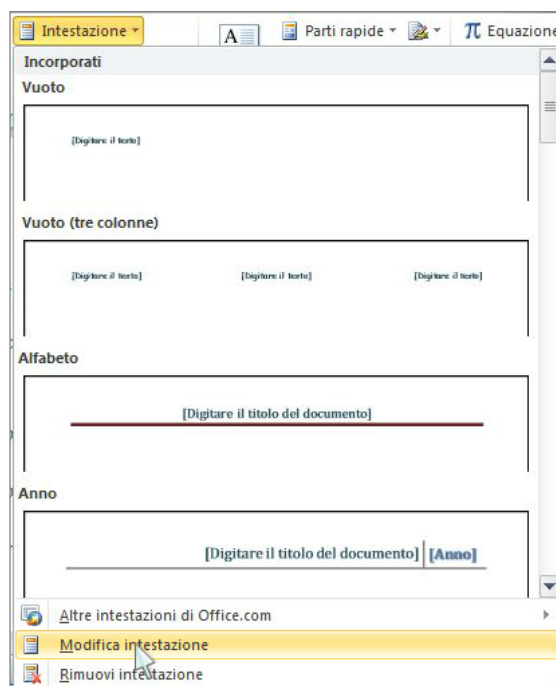 Intestazione A Parti rapide π Equazione
Incorporati
Vuoto
[Digitare il testo]
Vuoto (tre colonne)
[Digitare il testo] [Digitare il testo] [Digitare il testo]
Alfabeto
[Digitare il titolo del documento]
Anno
[Digitare il titolo del documento] [Anno]
Altre intestazioni di Office.com
Modifica intestazione
Rimuovi intestazione